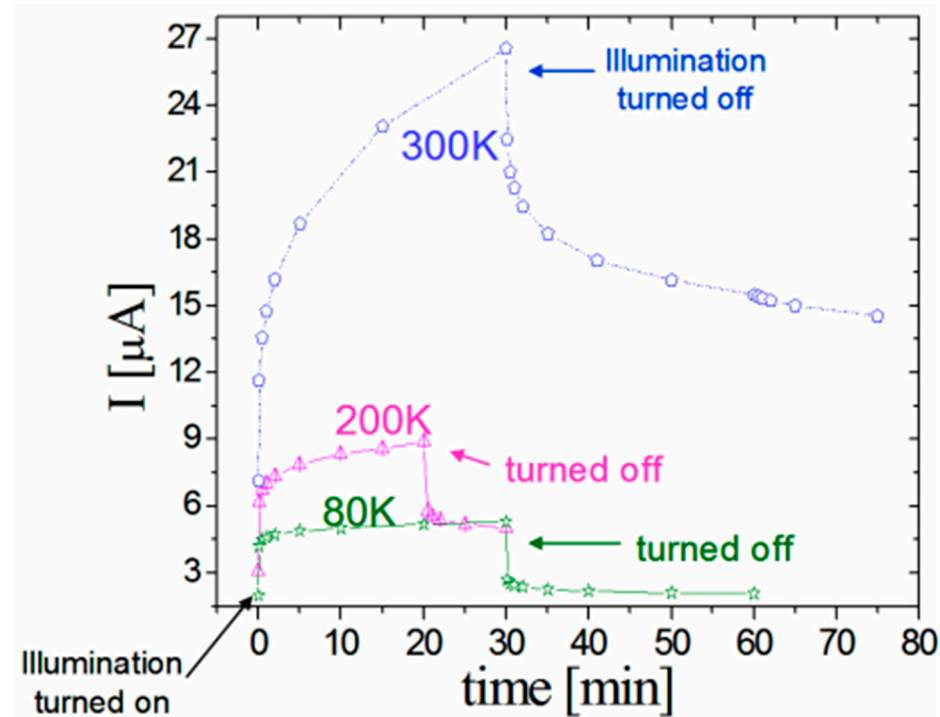 27
24
21
18
15
12
9
6
3
I [μA]
Illumination
turned off
300K
200K
turned off
80K
turned off
0 10 20 30 40 50 60 70 80
Illumination
turned on
time [min]